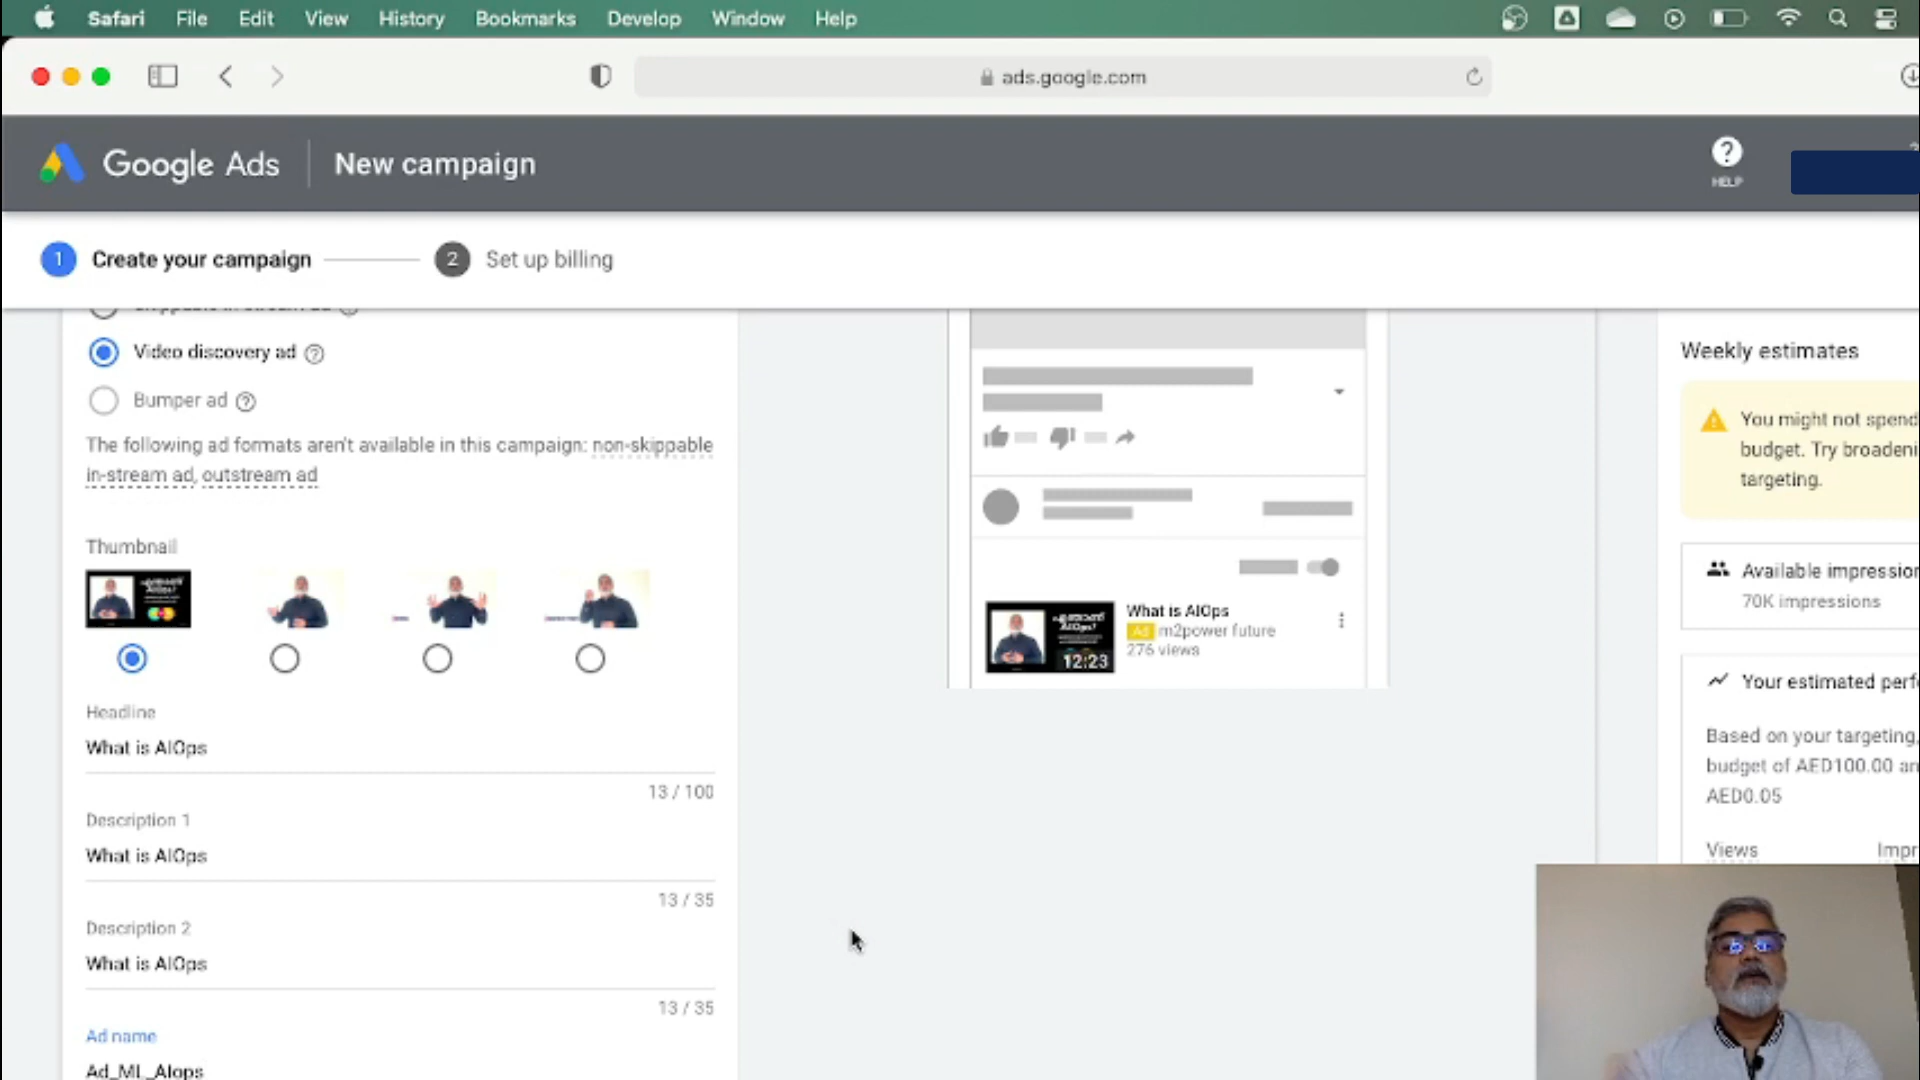 Safari File Edit View History Bookmarks Develop Window Help
ads.google.com
Google Ads New campaign
HELP
1 Create your campaign 2 Set up billing
Video discovery ad
Bumper ad
The following ad formats aren't available in this campaign: non-skippable
in-stream ad, outstream ad
Thumbnail
Headline
What is AIOps
13 / 100
Description 1
What is AIOps
13 / 35
Description 2
What is AIOps
13 / 35
Ad name
Ad_ML_AIops
12:23
What is AIOps
Ad m2power future
276 views
Weekly estimates
You might not spend
budget. Try broadeni
targeting.
Available impression
70K impressions
Your estimated perfo
Based on your targeting,
budget of AED100.00 an
AED0.05
Views Impr